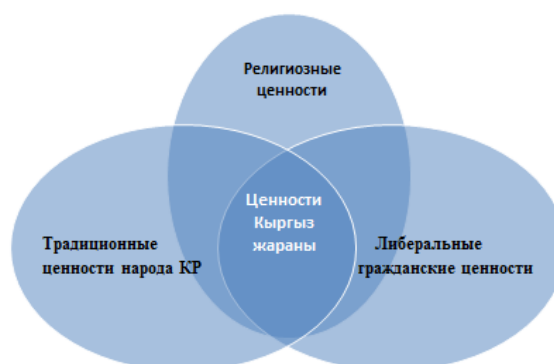 Религиозные
ценности
Ценности
Кыргыз
жараны
Традиционные
ценности народа КР
Либеральные
гражданские ценности